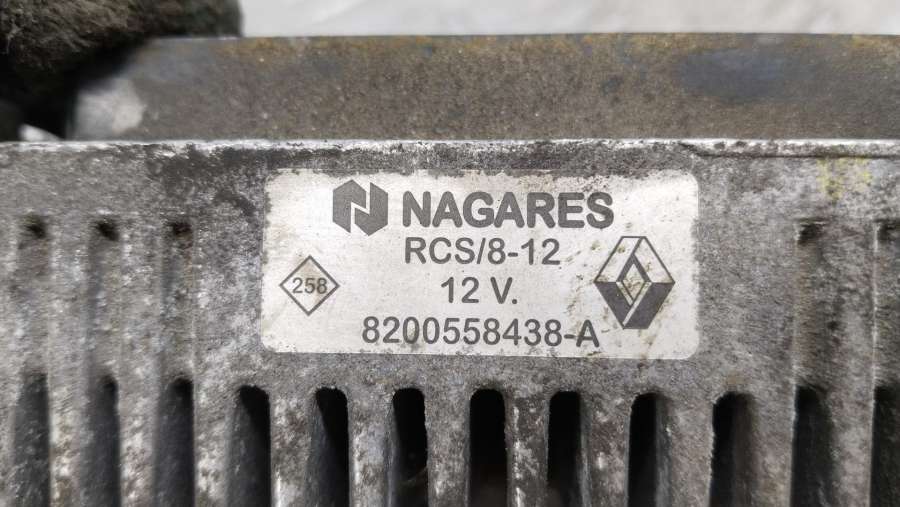 NAGARES
RCS/8-12
258
12 V.
8200558438-A